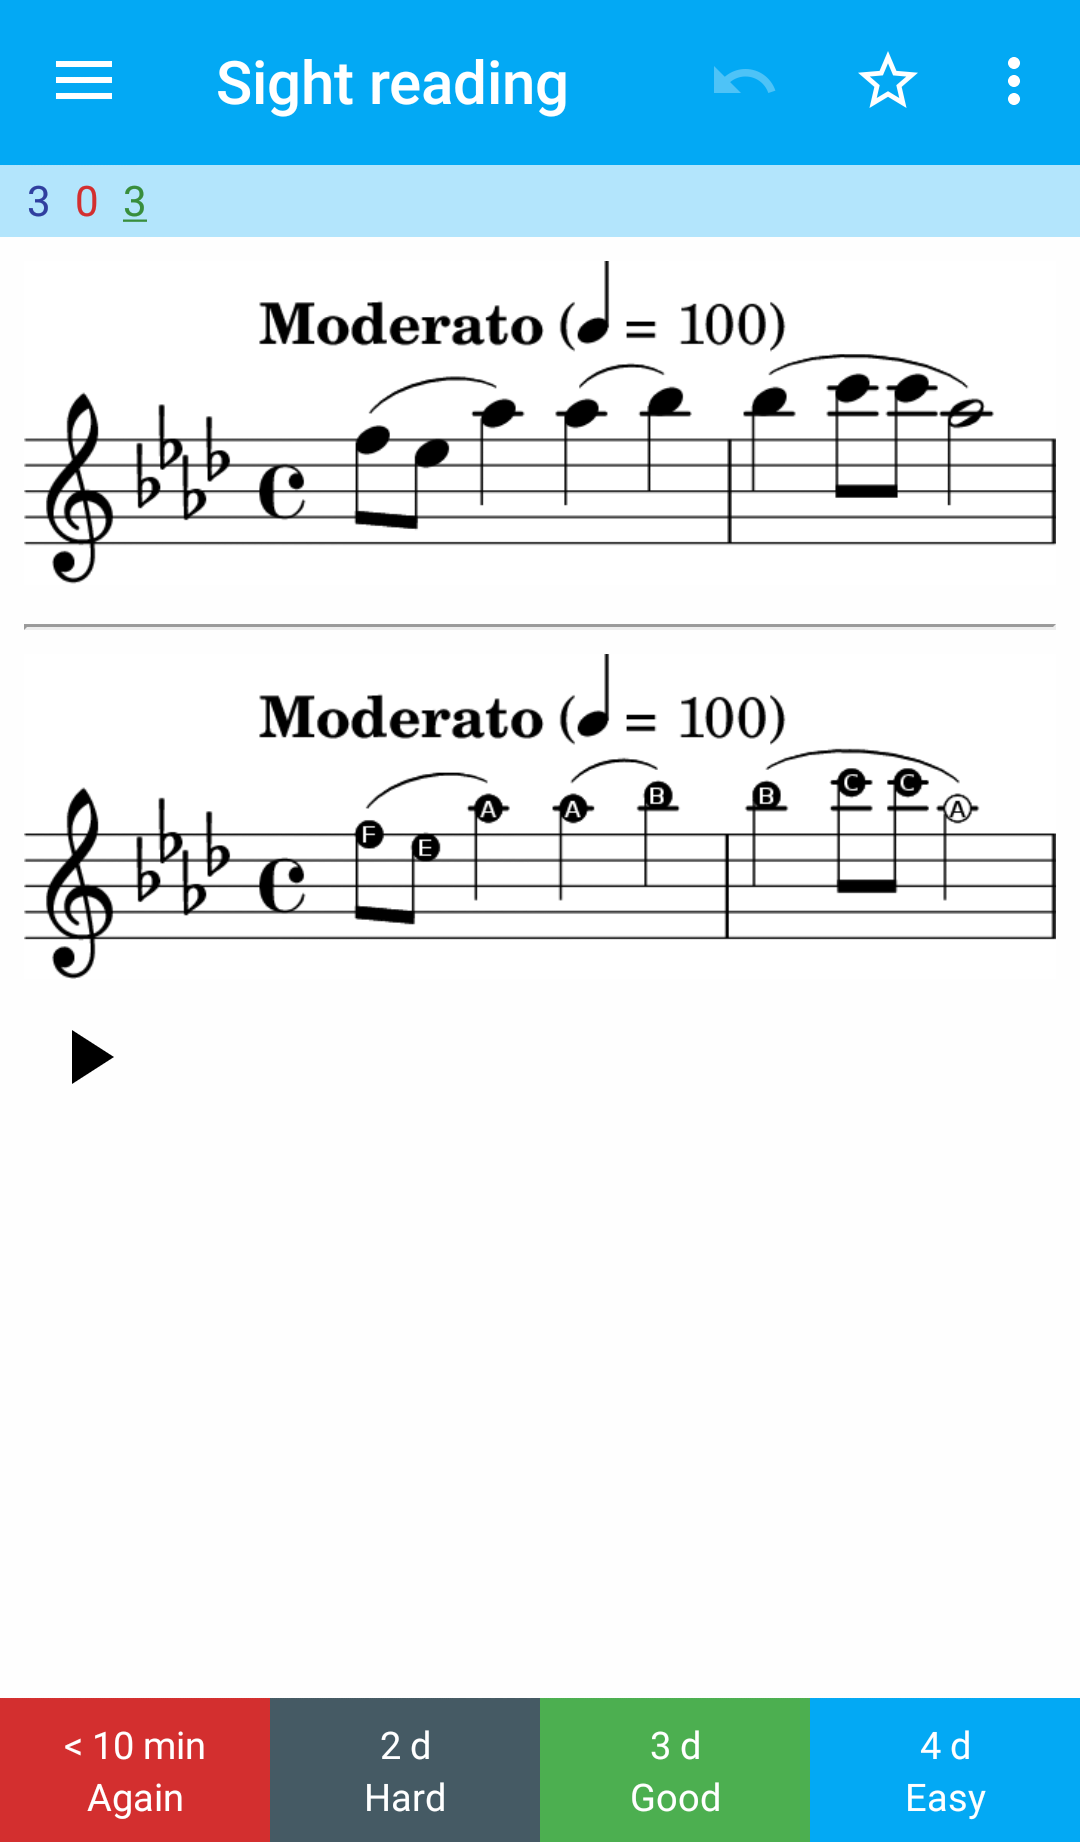 Sight reading
3 0 3
Moderato (♩ = 100)
Moderato (♩ = 100)
F E A A B B C C A
< 10 min 2 d 3 d 4 d
Again Hard Good Easy